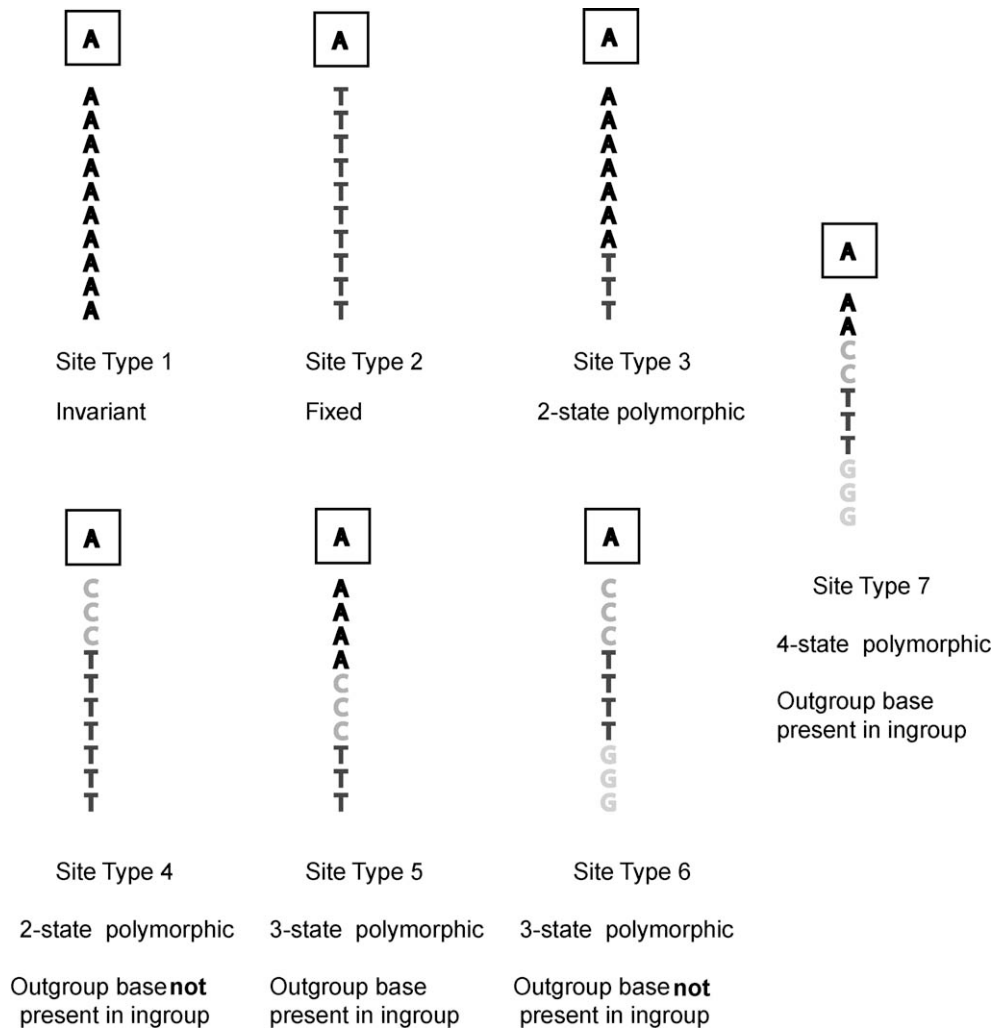 A
A
A
A
A
A
A
A
A
A
A
Site Type 1
Invariant
A
T
T
T
T
T
T
T
T
T
T
Site Type 2
Fixed
A
A
A
A
A
A
A
A
T
T
T
Site Type 3
2-state polymorphic
A
C
C
C
T
T
T
T
T
T
T
Site Type 4
2-state polymorphic
Outgroup base not
present in ingroup
A
A
A
A
A
C
C
C
T
T
T
Site Type 5
3-state polymorphic
Outgroup base
present in ingroup
A
C
C
C
T
T
T
T
G
G
G
Site Type 6
3-state polymorphic
Outgroup base not
present in ingroup
A
A
A
C
C
T
T
T
G
G
G
Site Type 7
4-state polymorphic
Outgroup base
present in ingroup